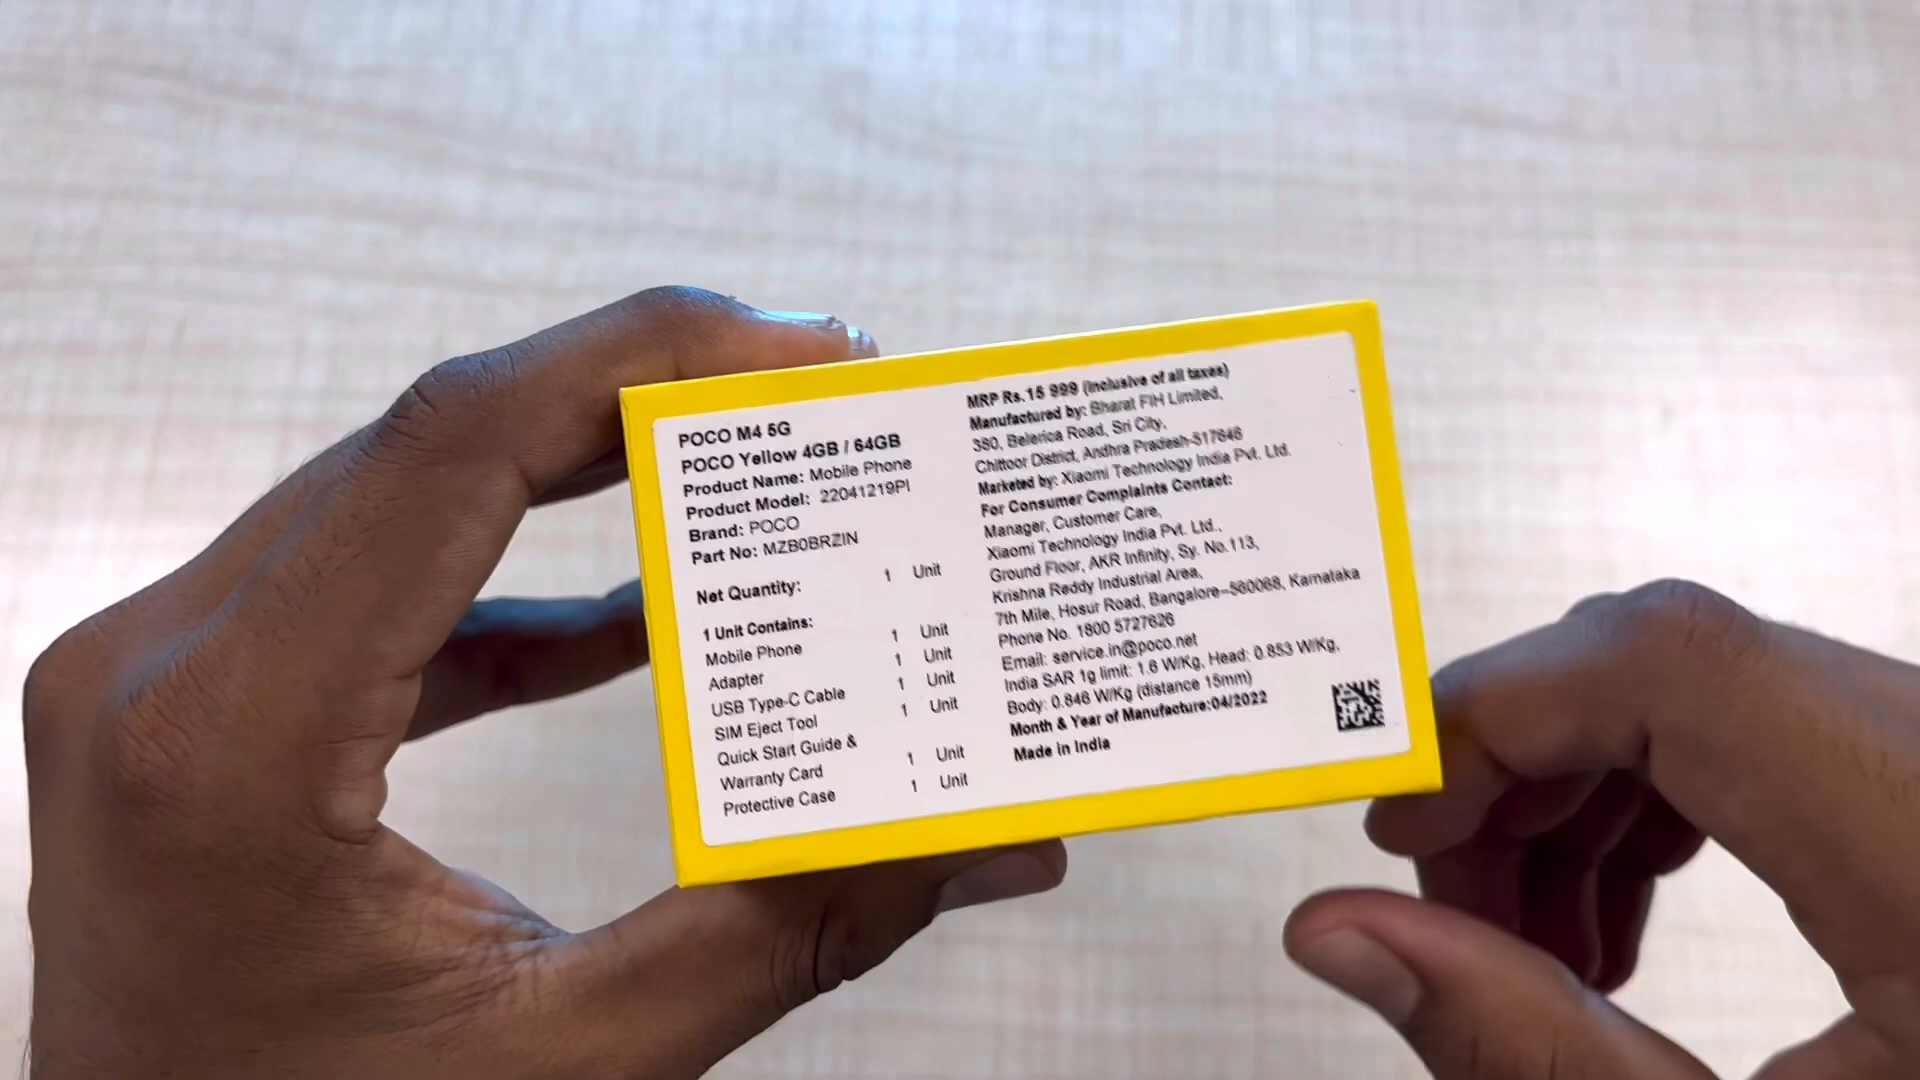 POCO M4 5G
POCO Yellow 4GB / 64GB
Product Name: Mobile Phone
Product Model: 22041219PI
Brand: POCO
Part No: MZB0BRZIN
Net Quantity: 1 Unit
1 Unit Contains:
Mobile Phone 1 Unit
Adapter 1 Unit
USB Type-C Cable 1 Unit
SIM Eject Tool 1 Unit
Quick Start Guide &
Warranty Card 1 Unit
Protective Case 1 Unit
MRP Rs.15 999 (Inclusive of all taxes)
Manufactured by: Bharat FIH Limited,
380, Belerica Road, Sri City,
Chittoor District, Andhra Pradesh-517646
Marketed by: Xiaomi Technology India Pvt. Ltd.
For Consumer Complaints Contact:
Manager, Customer Care,
Xiaomi Technology India Pvt. Ltd.,
Ground Floor, AKR Infinity, Sy. No.113,
Krishna Reddy Industrial Area,
7th Mile, Hosur Road, Bangalore-560068, Karnataka
Phone No. 1800 5727626
Email: service.in@poco.net
India SAR 1g limit: 1.6 W/Kg, Head: 0.853 W/Kg,
Body: 0.846 W/Kg (distance 15mm)
Month & Year of Manufacture:04/2022
Made in India